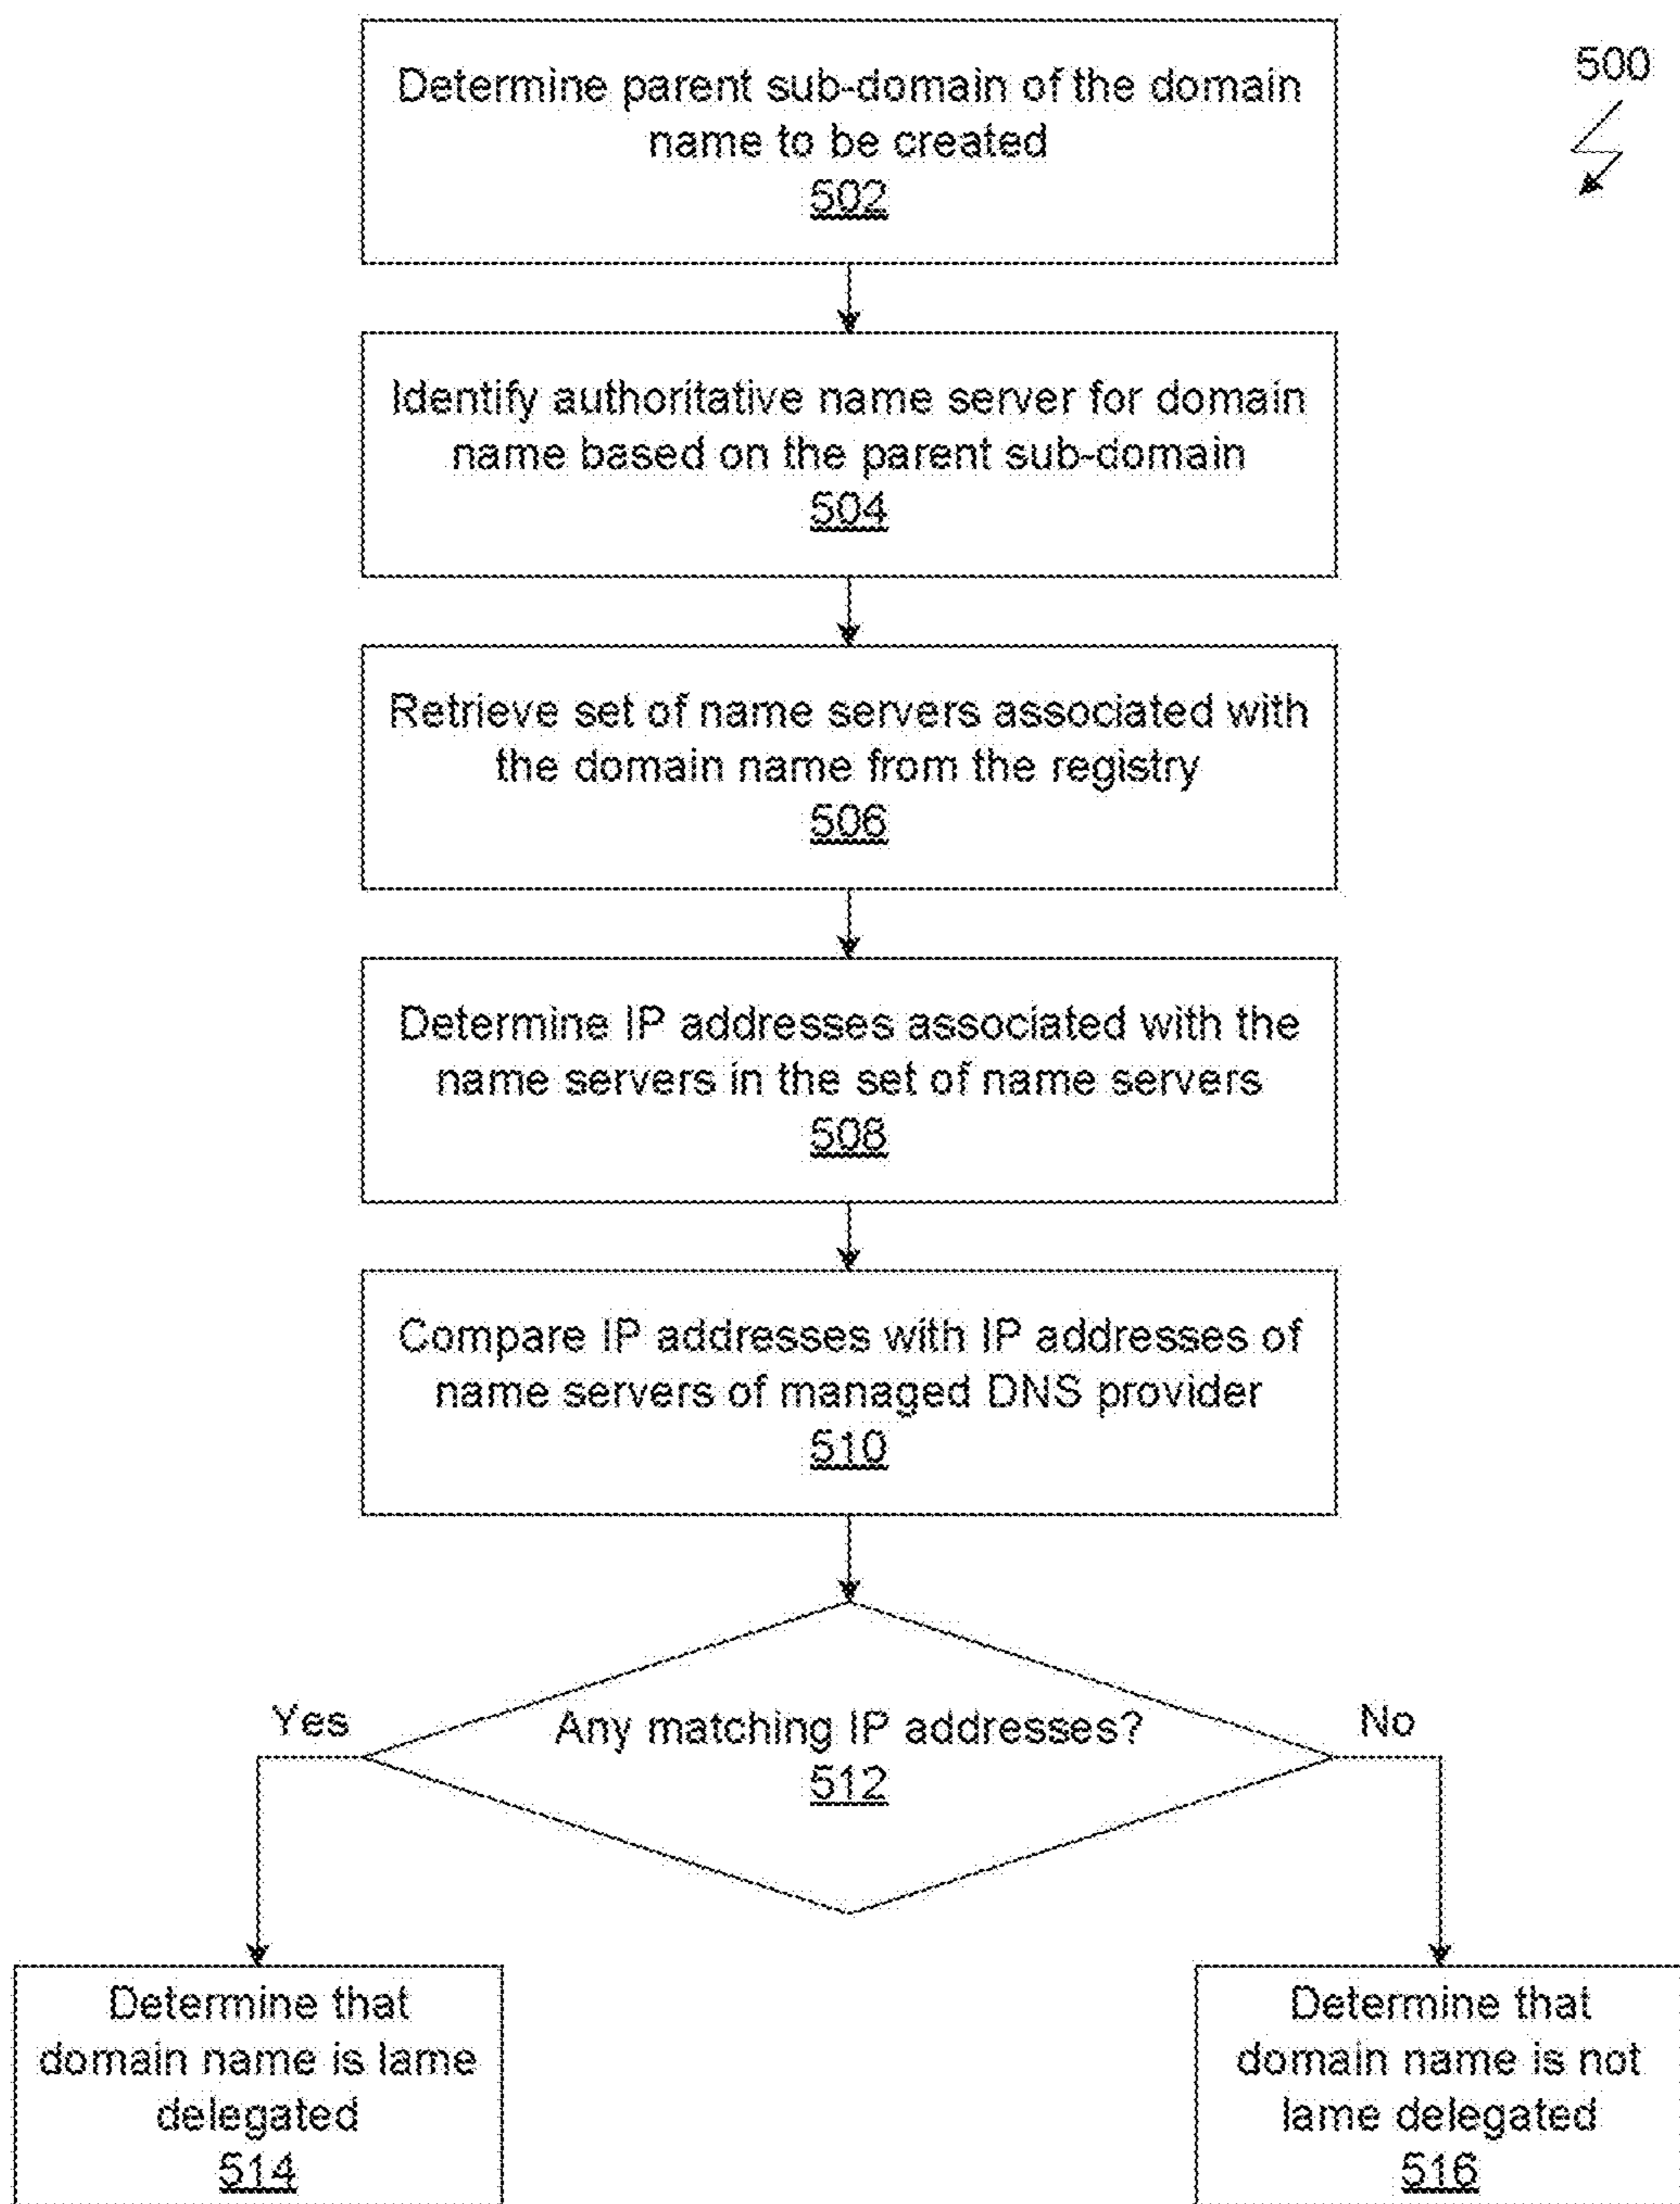 500
Determine parent sub-domain of the domain
name to be created
502
Identify authoritative name server for domain
name based on the parent sub-domain
504
Retrieve set of name servers associated with
the domain name from the registry
506
Determine IP addresses associated with the
name servers in the set of name servers
508
Compare IP addresses with IP addresses of
name servers of managed DNS provider
510
Any matching IP addresses?
512
Yes
No
Determine that
domain name is lame
delegated
514
Determine that
domain name is not
lame delegated
516